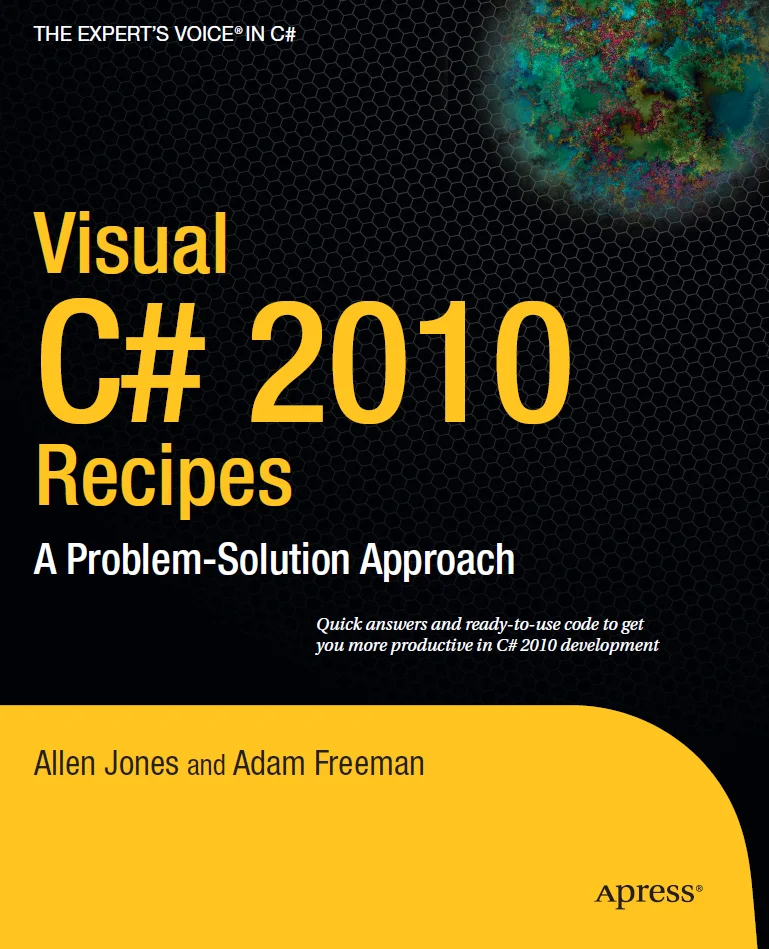 THE EXPERT'S VOICE® IN C#
Visual
C# 2010
Recipes
A Problem-Solution Approach
Quick answers and ready-to-use code to get
you more productive in C# 2010 development
Allen Jones and Adam Freeman
Apress®